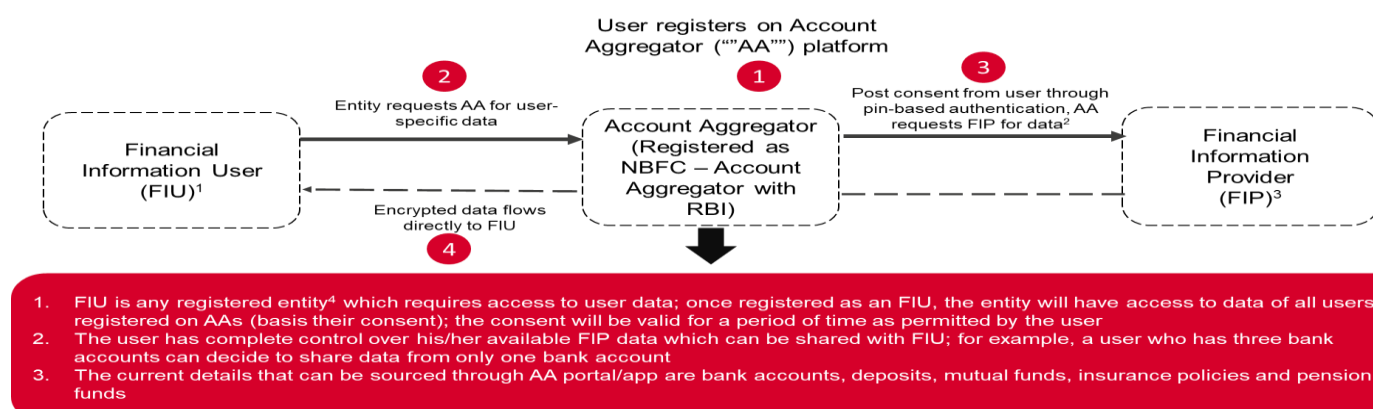 User registers on Account
Aggregator (“”AA””) platform
1
2
Entity requests AA for user-
specific data
3
Post consent from user through
pin-based authentication, AA
requests FIP for data2
Financial
Information User
(FIU)1
Account Aggregator
(Registered as
NBFC – Account
Aggregator with
RBI)
Financial
Information
Provider
(FIP)3
Encrypted data flows
directly to FIU
4
1. FIU is any registered entity4 which requires access to user data; once registered as an FIU, the entity will have access to data of all users
registered on AAs (basis their consent); the consent will be valid for a period of time as permitted by the user
2. The user has complete control over his/her available FIP data which can be shared with FIU; for example, a user who has three bank
accounts can decide to share data from only one bank account
3. The current details that can be sourced through AA portal/app are bank accounts, deposits, mutual funds, insurance policies and pension
funds